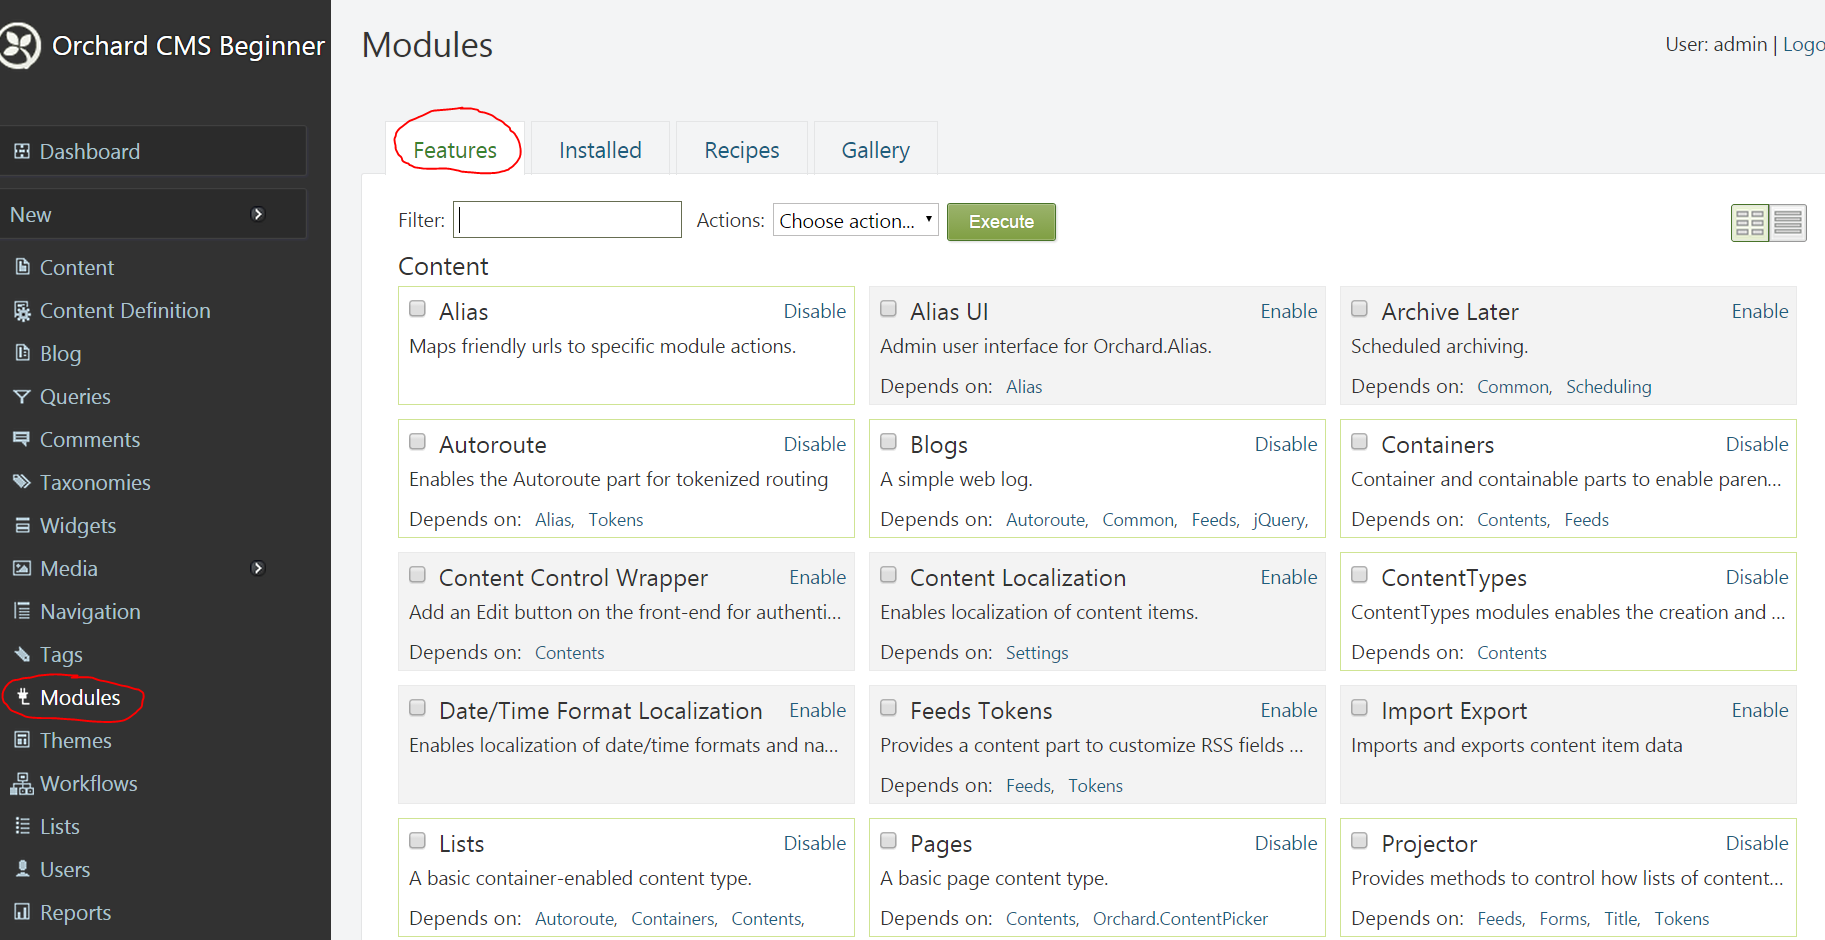 Orchard CMS Beginner
Modules
User: admin | Logo
Dashboard
New
Content
Content Definition
Blog
Queries
Comments
Taxonomies
Widgets
Media
Navigation
Tags
Modules
Themes
Workflows
Lists
Users
Reports
Features Installed Recipes Gallery
Filter: Actions: Choose action... Execute
Content
Alias Disable
Maps friendly urls to specific module actions.
Alias UI Enable
Admin user interface for Orchard.Alias.
Depends on: Alias
Archive Later Enable
Scheduled archiving.
Depends on: Common, Scheduling
Autoroute Disable
Enables the Autoroute part for tokenized routing
Depends on: Alias, Tokens
Blogs Disable
A simple web log.
Depends on: Autoroute, Common, Feeds, jQuery,
Containers Disable
Container and containable parts to enable paren...
Depends on: Contents, Feeds
Content Control Wrapper Enable
Add an Edit button on the front-end for authenti...
Depends on: Contents
Content Localization Enable
Enables localization of content items.
Depends on: Settings
ContentTypes Disable
ContentTypes modules enables the creation and ...
Depends on: Contents
Date/Time Format Localization Enable
Enables localization of date/time formats and na...
Feeds Tokens Enable
Provides a content part to customize RSS fields ...
Depends on: Feeds, Tokens
Import Export Enable
Imports and exports content item data
Lists Disable
A basic container-enabled content type.
Depends on: Autoroute, Containers, Contents,
Pages Disable
A basic page content type.
Depends on: Contents, Orchard.ContentPicker
Projector Disable
Provides methods to control how lists of content...
Depends on: Feeds, Forms, Title, Tokens